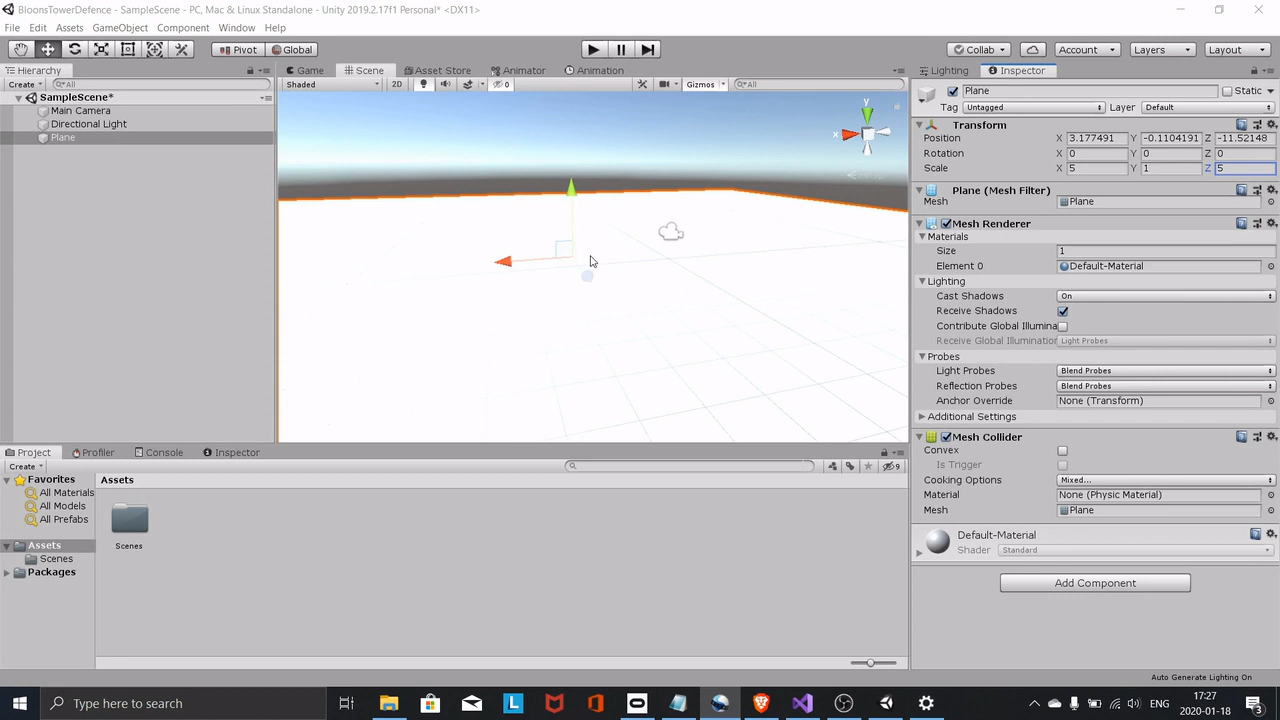 BloonsTowerDefence - SampleScene - PC, Mac & Linux Standalone - Unity 2019.2.17f1 Personal* <DX11>
File Edit Assets GameObject Component Window Help
Pivot Global Collab Account Layers Layout
Hierarchy Game Scene Asset Store Animator Animation Lighting Inspector
Create All Shaded 2D 0 Gizmos All
Plane Static
SampleScene*
Main Camera
Directional Light
Plane
Tag Untagged Layer Default
Transform
Position X 3.177491 Y -0.1104191 Z -11.52148
Rotation X 0 Y 0 Z 0
Scale X 5 Y 1 Z 5
y
x
Plane (Mesh Filter)
Mesh Plane
Mesh Renderer
Materials
Size 1
Element 0 Default-Material
Lighting
Cast Shadows On
Receive Shadows
Contribute Global Illumina
Receive Global Illumination Light Probes
Probes
Light Probes Blend Probes
Reflection Probes Blend Probes
Anchor Override None (Transform)
Additional Settings
Mesh Collider
Convex
Is Trigger
Cooking Options Mixed...
Material None (Physic Material)
Mesh Plane
Default-Material
Shader Standard
Add Component
Project Profiler Console Inspector
Create 9
Favorites
All Materials
All Models
All Prefabs
Assets
Scenes
Packages
Assets
Scenes
Auto Generate Lighting On
Type here to search
ENG
17:27
2020-01-18
3